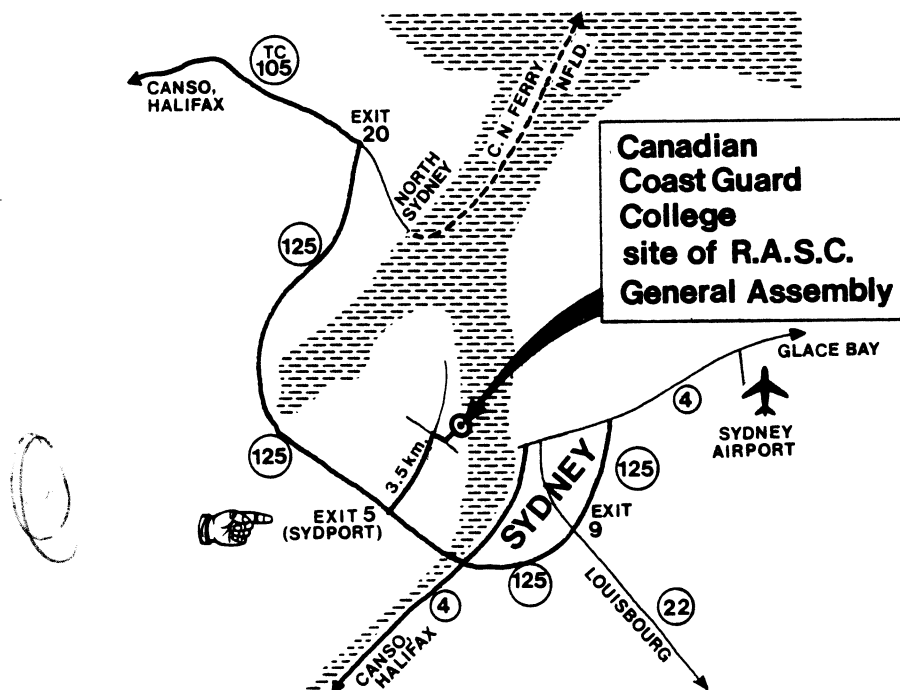 TC
105
CANSO,
HALIFAX
EXIT
20
C. N. FERRY
NFLD.
NORTH
SYDNEY
125
Canadian
Coast Guard
College
site of R.A.S.C.
General Assembly
GLACE BAY
4
SYDNEY
AIRPORT
125
3.5 km.
EXIT 5
(SYDPORT)
SYDNEY
125
EXIT
9
125
4
CANSO,
HALIFAX
LOUISBOURG
22